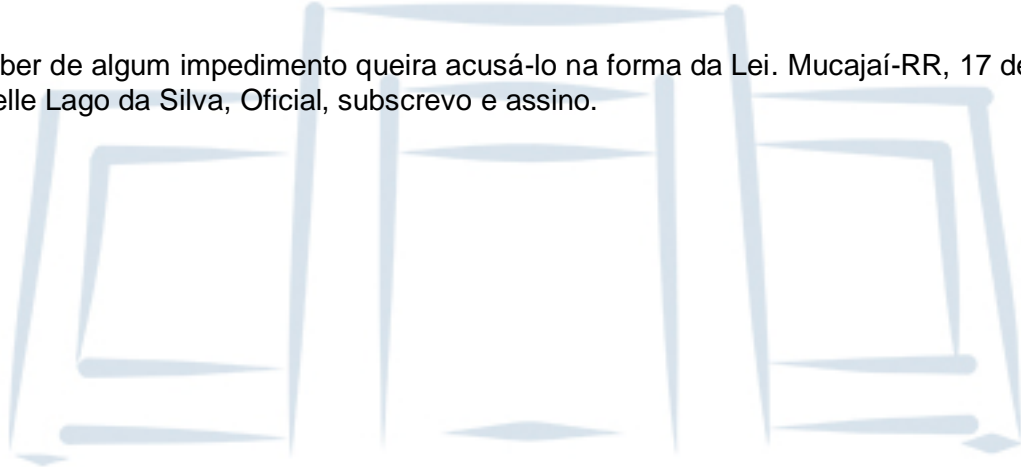 ber de algum impedimento queira acusá-lo na forma da Lei. Mucajaí-RR, 17 de
elle Lago da Silva, Oficial, subscrevo e assino.